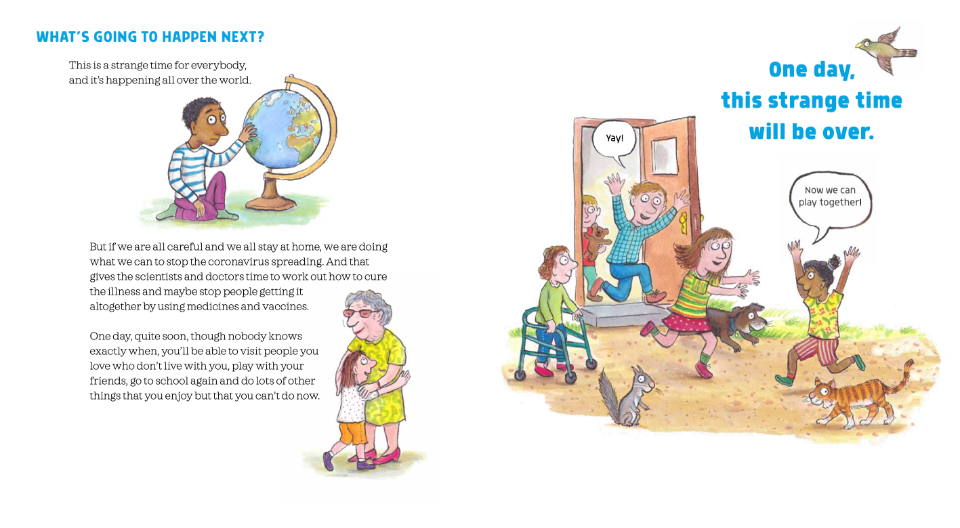 WHAT'S GOING TO HAPPEN NEXT?
This is a strange time for everybody,
and it's happening all over the world.
But if we are all careful and we all stay at home, we are doing
what we can to stop the coronavirus spreading. And that
gives the scientists and doctors time to work out how to cure
the illness and maybe stop people getting it
altogether by using medicines and vaccines.
One day, quite soon, though nobody knows
exactly when, you'll be able to visit people you
love who don't live with you, play with your
friends, go to school again and do lots of other
things that you enjoy but that you can't do now.
One day,
this strange time
will be over.
Yay!
Now we can
play together!